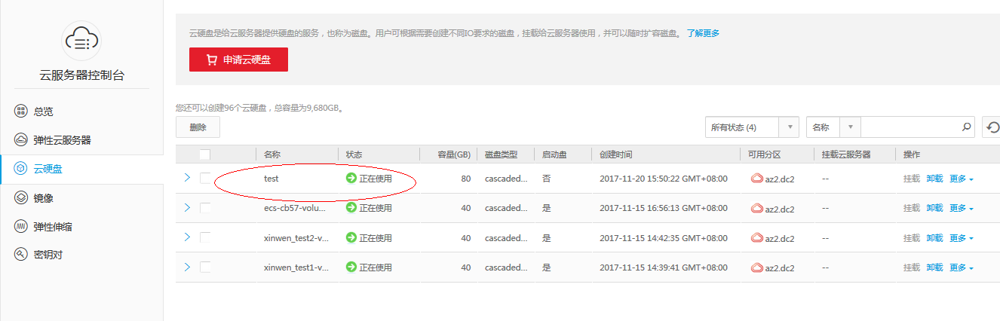 云硬盘是给云服务器提供硬盘的服务，也称为磁盘。用户可根据需要创建不同IO要求的磁盘，挂载给云服务器使用，并可以随时扩容磁盘。 了解更多
申请云硬盘
云服务器控制台
总览
弹性云服务器
云硬盘
镜像
弹性伸缩
密钥对
您还可以创建96个云硬盘，总容量为9,680GB。
删除 所有状态 (4) 名称
名称 状态 容量(GB) 磁盘类型 启动盘 创建时间 可用分区 挂载云服务器 操作
test 正在使用 80 cascaded... 否 2017-11-20 15:50:22 GMT+08:00 az2.dc2 -- 挂载 卸载 更多
ecs-cb57-volu... 正在使用 40 cascaded... 是 2017-11-15 16:56:13 GMT+08:00 az2.dc2 -- 挂载 卸载 更多
xinwen_test2-v... 正在使用 40 cascaded... 是 2017-11-15 14:42:35 GMT+08:00 az2.dc2 -- 挂载 卸载 更多
xinwen_test1-v... 正在使用 40 cascaded... 是 2017-11-15 14:39:41 GMT+08:00 az2.dc2 -- 挂载 卸载 更多